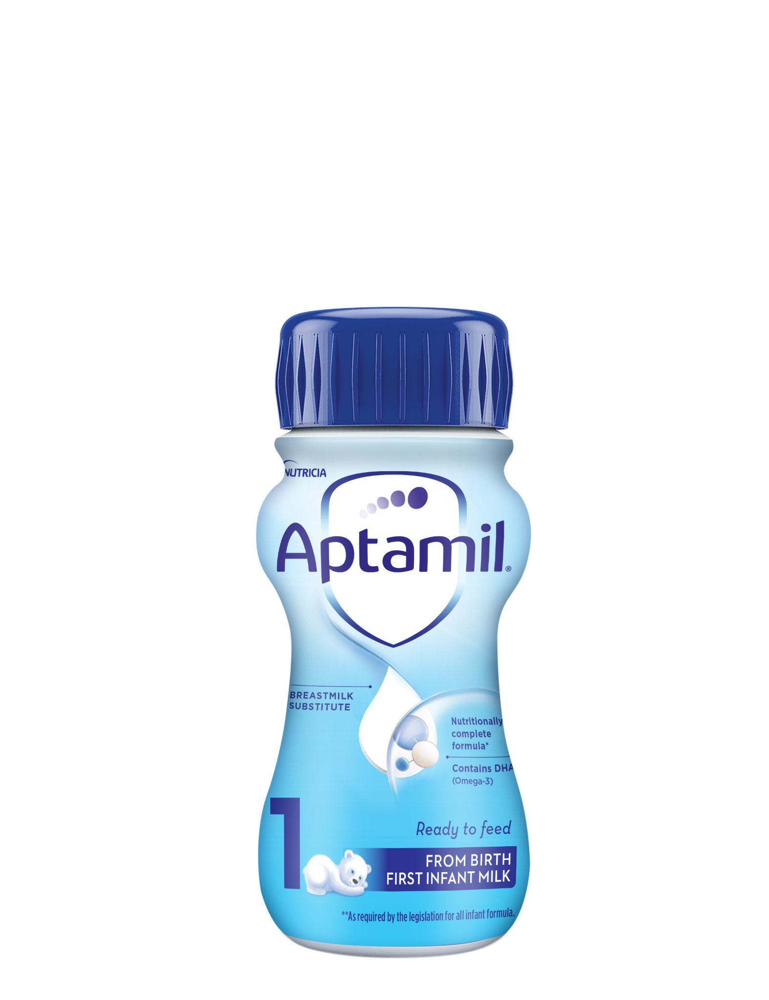 NUTRICIA
Aptamil®
BREASTMILK
SUBSTITUTE
Nutritionally
complete
formula*
Contains DHA
(Omega-3)
1
Ready to feed
FROM BIRTH
FIRST INFANT MILK
**As required by the legislation for all infant formula.